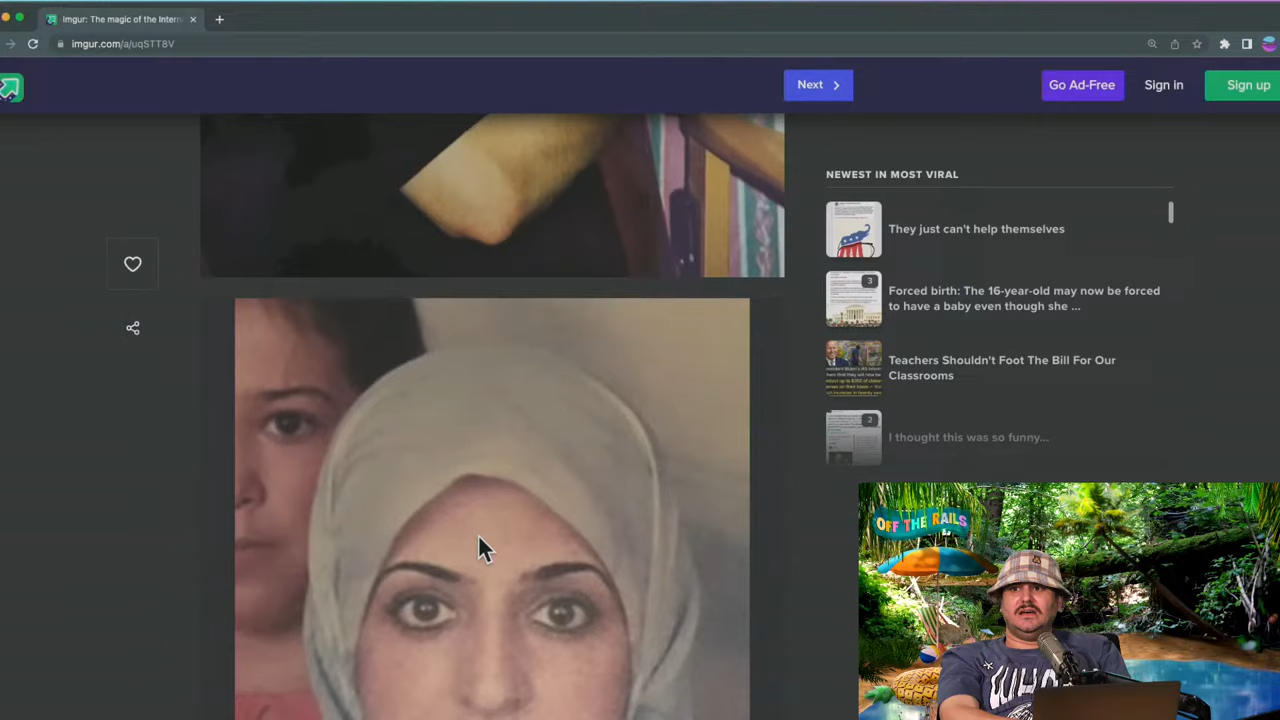 Imgur: The magic of the Intern
imgur.com/a/uqSTT8V
Next
Go Ad-Free
Sign in
Sign up
NEWEST IN MOST VIRAL
They just can't help themselves
3
Forced birth: The 16-year-old may now be forced
to have a baby even though she ...
Teachers Shouldn't Foot The Bill For Our
Classrooms
2
I thought this was so funny...
OFF THE RAILS